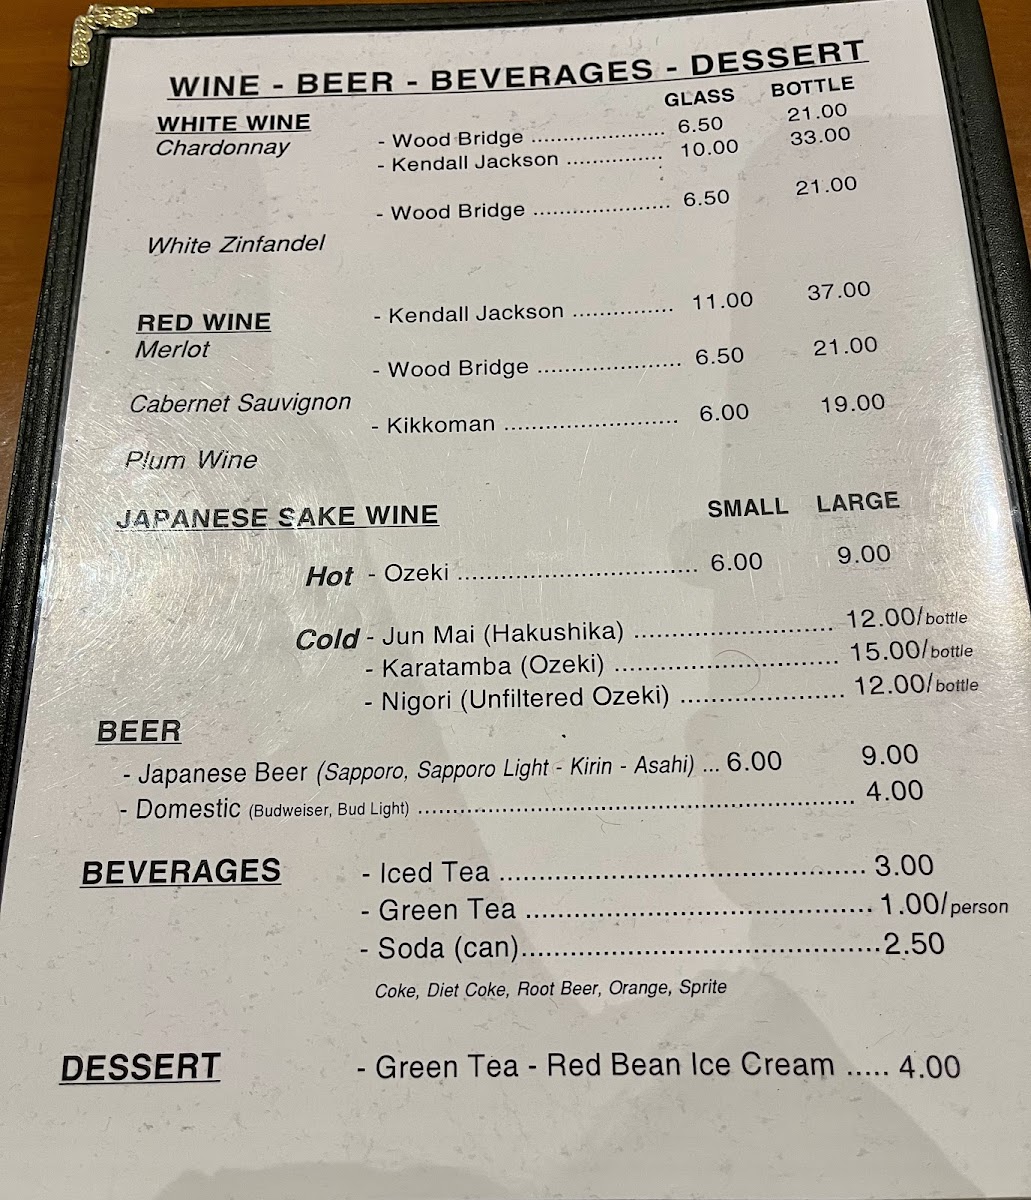 WINE - BEER - BEVERAGES - DESSERT
GLASS BOTTLE
WHITE WINE
Chardonnay - Wood Bridge ..................... 6.50 21.00
- Kendall Jackson ............... 10.00 33.00
- Wood Bridge ..................... 6.50 21.00
White Zinfandel
RED WINE - Kendall Jackson ............... 11.00 37.00
Merlot
- Wood Bridge ...................... 6.50 21.00
Cabernet Sauvignon
- Kikkoman .......................... 6.00 19.00
Plum Wine
JAPANESE SAKE WINE SMALL LARGE
Hot - Ozeki ................................. 6.00 9.00
Cold - Jun Mai (Hakushika) ........................... 12.00/bottle
- Karatamba (Ozeki) .............................. 15.00/bottle
- Nigori (Unfiltered Ozeki) ...................... 12.00/bottle
BEER
- Japanese Beer (Sapporo, Sapporo Light - Kirin - Asahi) ... 6.00 9.00
- Domestic (Budweiser, Bud Light) .............................................................. 4.00
BEVERAGES - Iced Tea ................................................ 3.00
- Green Tea ............................................. 1.00/person
- Soda (can)..............................................2.50
Coke, Diet Coke, Root Beer, Orange, Sprite
DESSERT - Green Tea - Red Bean Ice Cream ..... 4.00